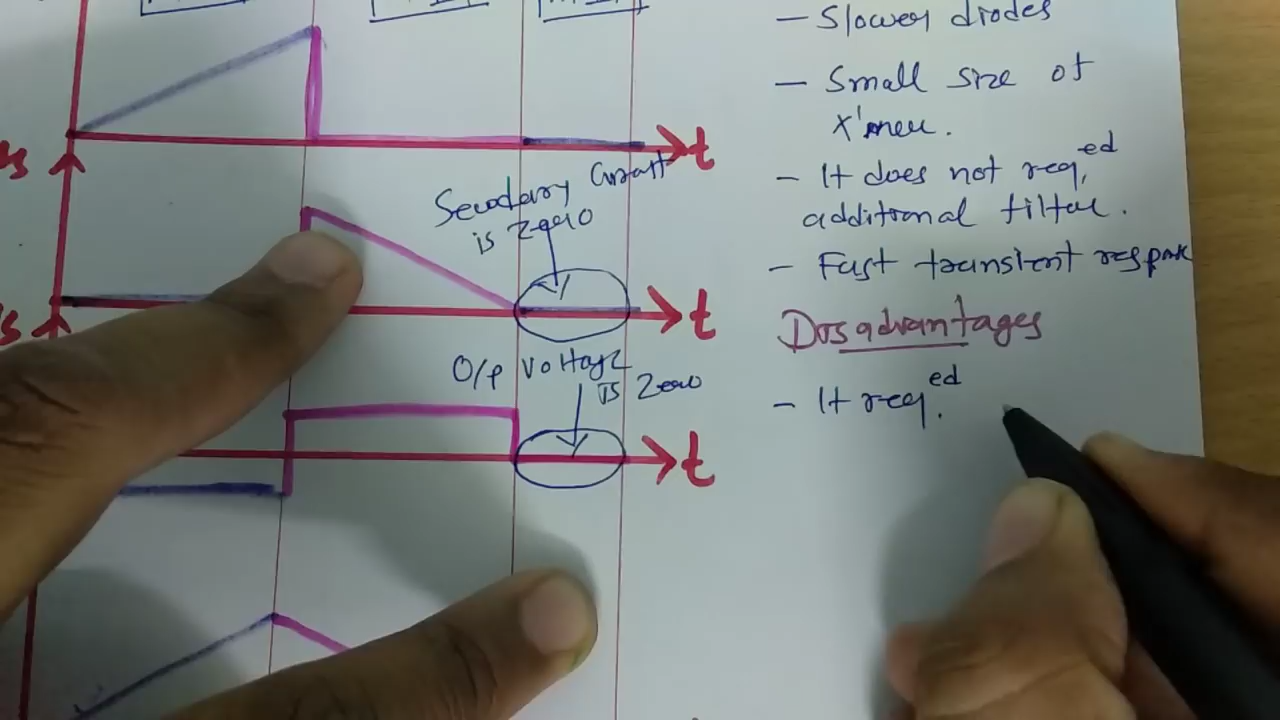 t
Secondary Current
is zero
t
O/p voltage
is zero
t
- Slower diodes
- Small size of
x'mer.
- It does not req.ed
additional filter.
- Fast transient response
Disadvantages
- It req.ed